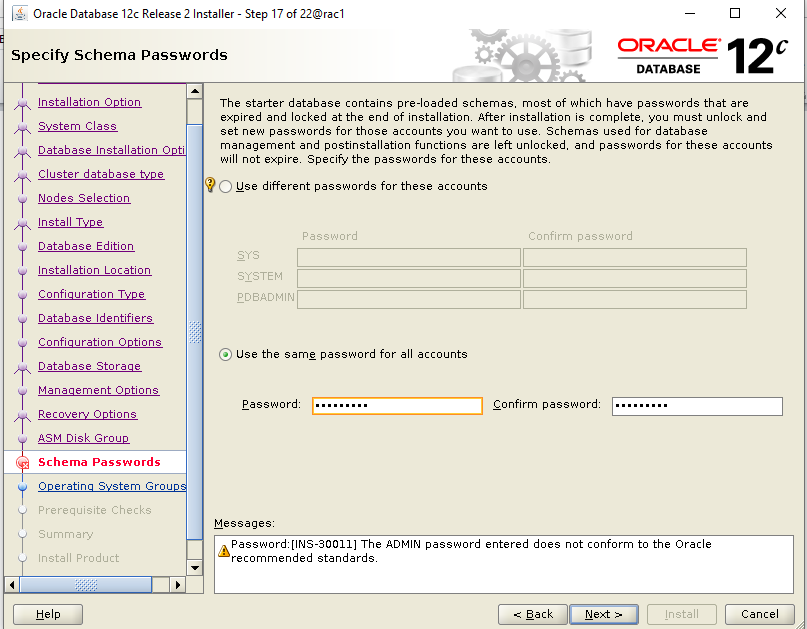 Oracle Database 12c Release 2 Installer - Step 17 of 22@rac1
Specify Schema Passwords
ORACLE®
DATABASE
12c
Installation Option
System Class
Database Installation Opti
Cluster database type
Nodes Selection
Install Type
Database Edition
Installation Location
Configuration Type
Database Identifiers
Configuration Options
Database Storage
Management Options
Recovery Options
ASM Disk Group
Schema Passwords
Operating System Groups
Prerequisite Checks
Summary
Install Product
The starter database contains pre-loaded schemas, most of which have passwords that are
expired and locked at the end of installation. After installation is complete, you must unlock and
set new passwords for those accounts you want to use. Schemas used for database
management and postinstallation functions are left unlocked, and passwords for these accounts
will not expire. Specify the passwords for these accounts.
Use different passwords for these accounts
Password Confirm password
SYS
SYSTEM
PDBADMIN
Use the same password for all accounts
Password: ••••••••• Confirm password: •••••••••
Messages:
Password:[INS-30011] The ADMIN password entered does not conform to the Oracle
recommended standards.
Help < Back Next > Install Cancel